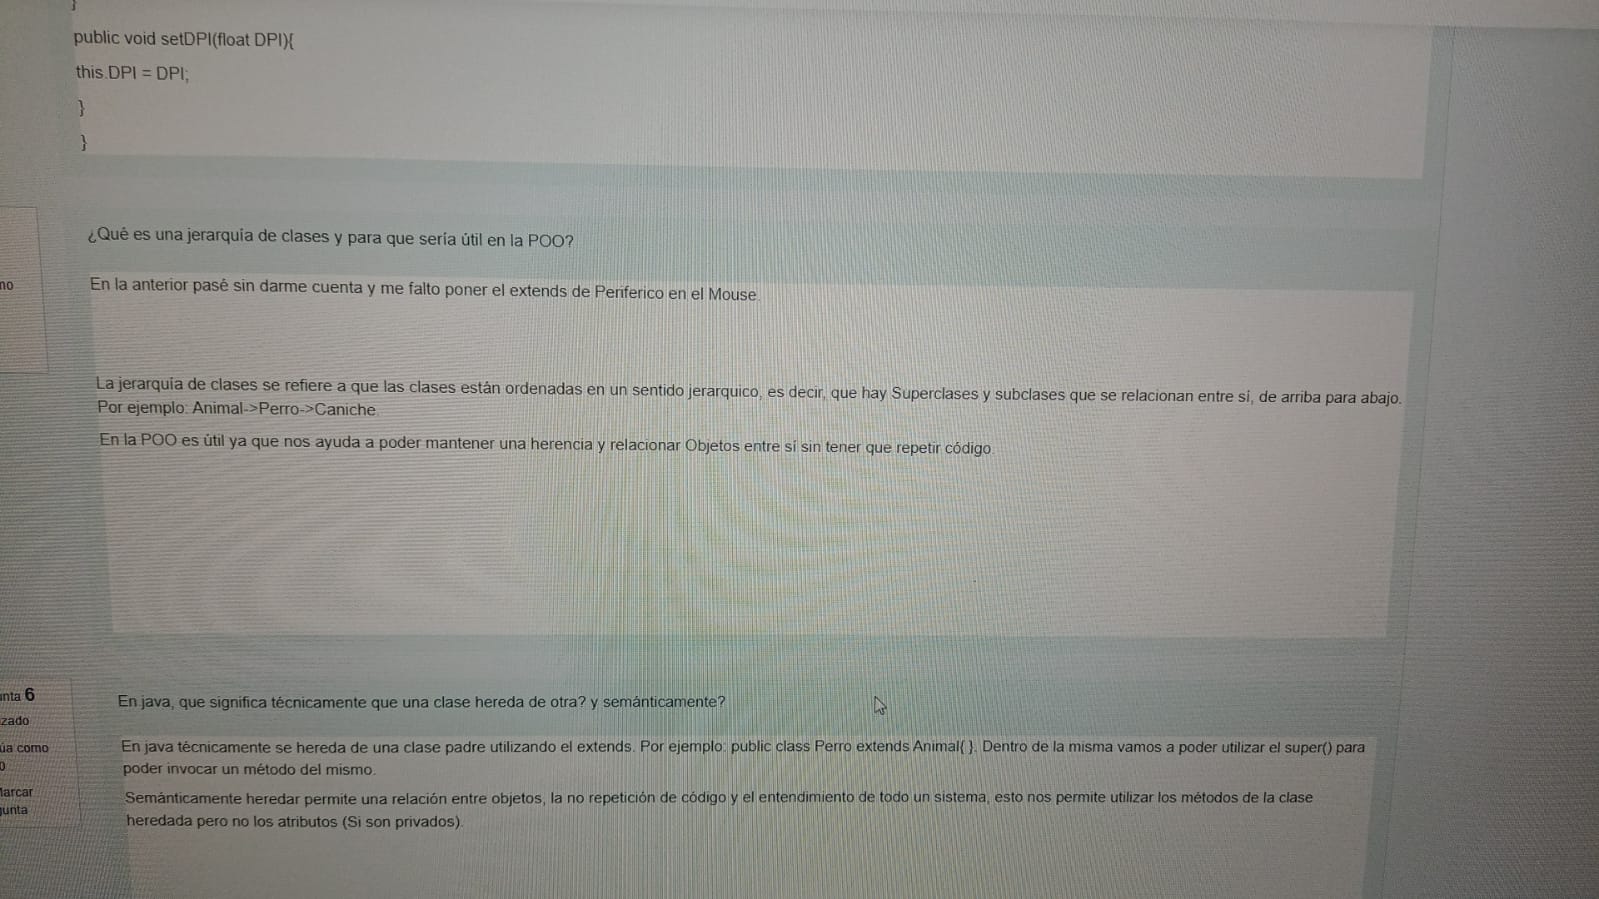 }
public void setDPI(float DPI){
this.DPI = DPI;
}
}
¿Qué es una jerarquía de clases y para que sería útil en la POO?
no
En la anterior pasé sin darme cuenta y me falto poner el extends de Periferico en el Mouse.
La jerarquía de clases se refiere a que las clases están ordenadas en un sentido jerarquico, es decir, que hay Superclases y subclases que se relacionan entre sí, de arriba para abajo.
Por ejemplo: Animal->Perro->Caniche.
En la POO es útil ya que nos ayuda a poder mantener una herencia y relacionar Objetos entre sí sin tener que repetir código.
unta 6
zado
úa como
0
Marcar
gunta
En java, que significa técnicamente que una clase hereda de otra? y semánticamente?
En java técnicamente se hereda de una clase padre utilizando el extends. Por ejemplo: public class Perro extends Animal{ }. Dentro de la misma vamos a poder utilizar el super() para
poder invocar un método del mismo.
Semánticamente heredar permite una relación entre objetos, la no repetición de código y el entendimiento de todo un sistema, esto nos permite utilizar los métodos de la clase
heredada pero no los atributos (Si son privados).